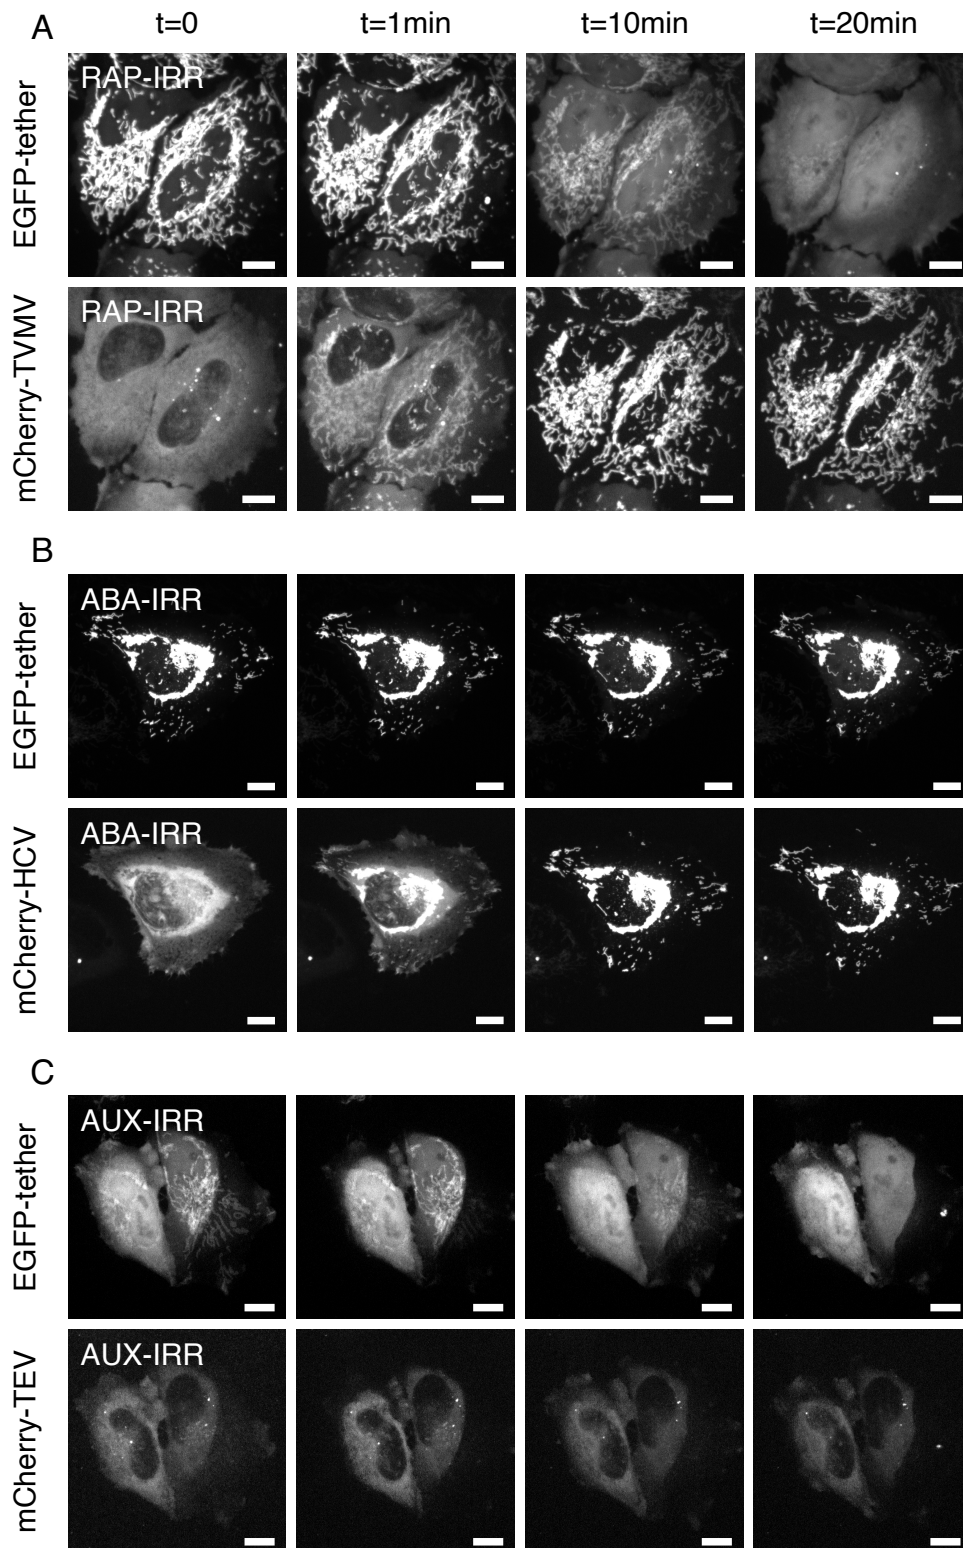 A
t=0 t=1min t=10min t=20min
EGFP-tether
RAP-IRR
mCherry-TVMV
RAP-IRR
B
EGFP-tether
ABA-IRR
mCherry-HCV
ABA-IRR
C
EGFP-tether
AUX-IRR
mCherry-TEV
AUX-IRR